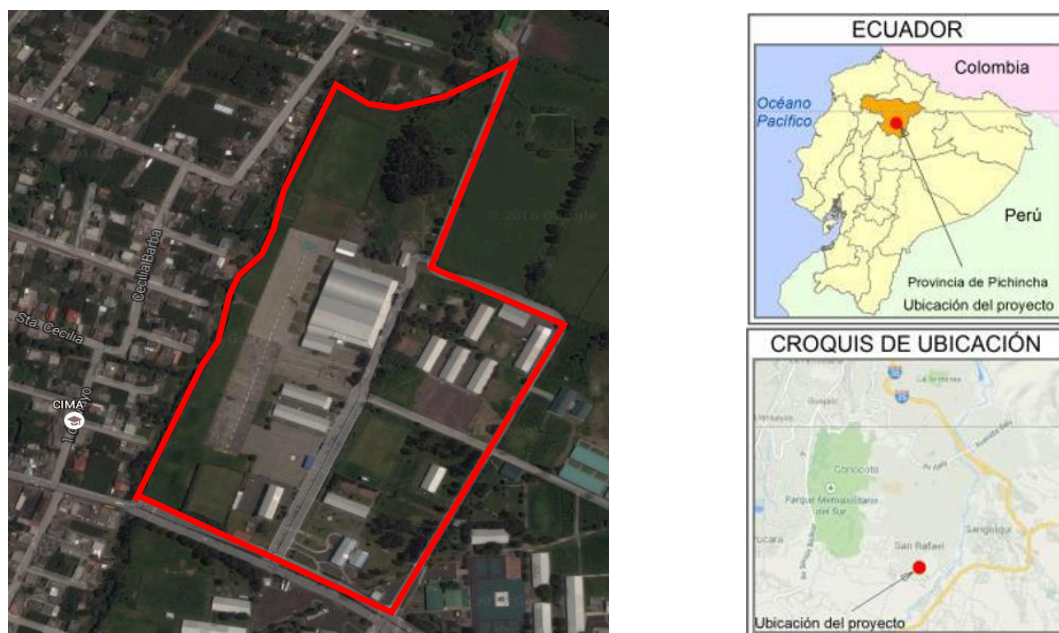 Cecilia Barba
Sta. Cecilia
CIMA
ECUADOR
Colombia
Océano
Pacífico
Perú
Provincia de Pichincha
Ubicación del proyecto
CROQUIS DE UBICACIÓN
Conocoto
Parque Metropolitano
del Sur
Sangolquí
San Rafael
Ubicación del proyecto